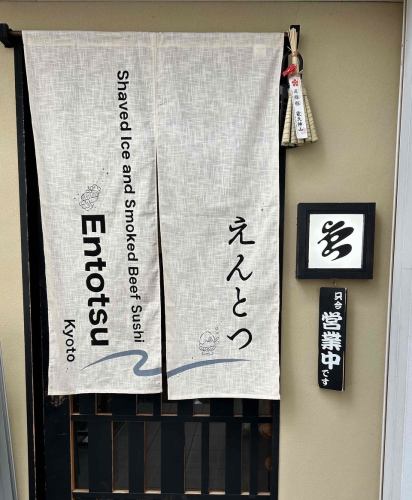 Shaved Ice and Smoked Beef Sushi
Entotsu
Kyoto
えんとつ
只今
営業中
です